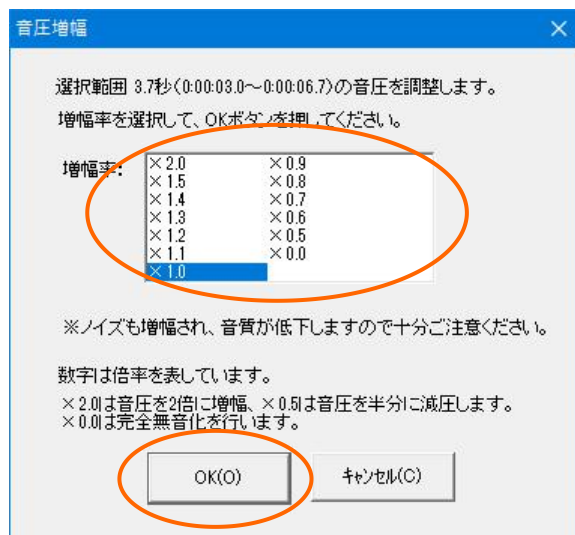 音圧増幅
選択範囲 3.7秒(0:00:03.0～0:00:06.7)の音圧を調整します。
増幅率を選択して、OKボタンを押してください。
増幅率:
×2.0 ×0.9
×1.5 ×0.8
×1.4 ×0.7
×1.3 ×0.6
×1.2 ×0.5
×1.1 ×0.0
×1.0
※ノイズも増幅され、音質が低下しますので十分ご注意ください。
数字は倍率を表しています。
×2.0は音圧を2倍に増幅、×0.5は音圧を半分に減圧します。
×0.0は完全無音化を行います。
OK(O) ｷｬﾝｾﾙ(C)